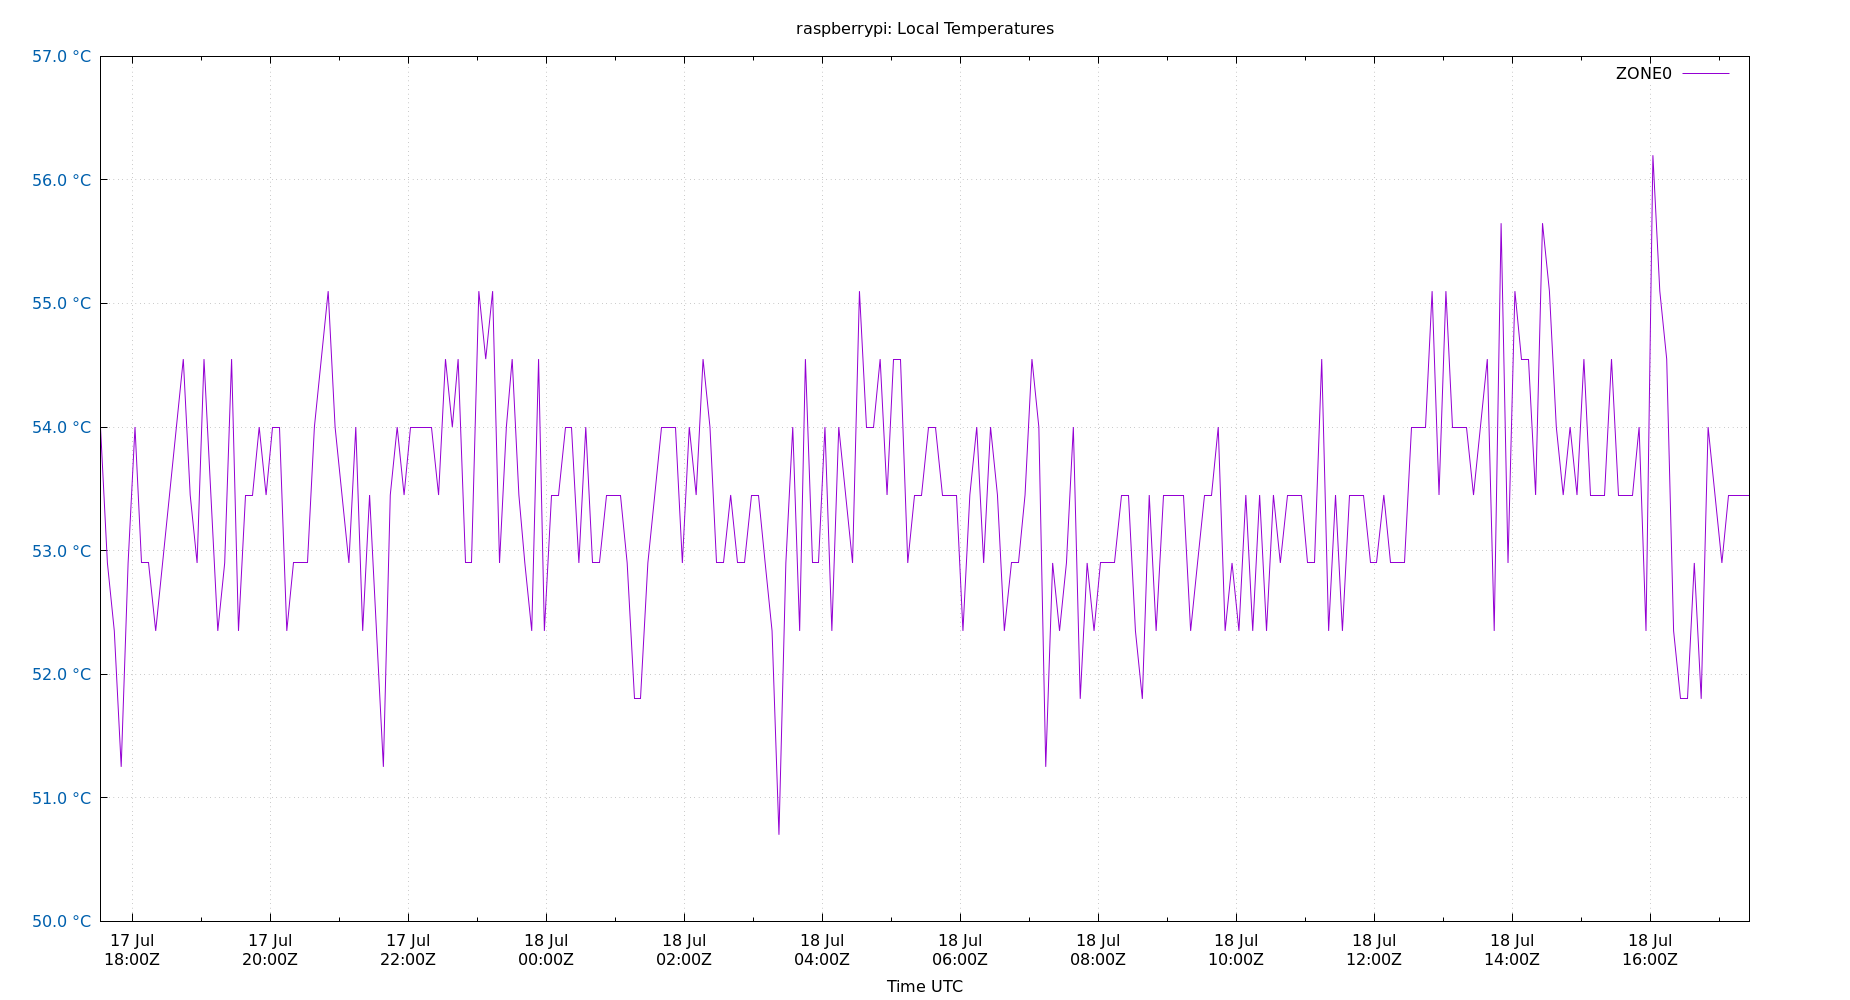 raspberrypi: Local Temperatures
57.0 °C
ZONE0
56.0 °C
55.0 °C
54.0 °C
53.0 °C
52.0 °C
51.0 °C
50.0 °C
17 Jul 17 Jul 17 Jul 18 Jul 18 Jul 18 Jul 18 Jul 18 Jul 18 Jul 18 Jul 18 Jul 18 Jul
18:00Z 20:00Z 22:00Z 00:00Z 02:00Z 04:00Z 06:00Z 08:00Z 10:00Z 12:00Z 14:00Z 16:00Z
Time UTC